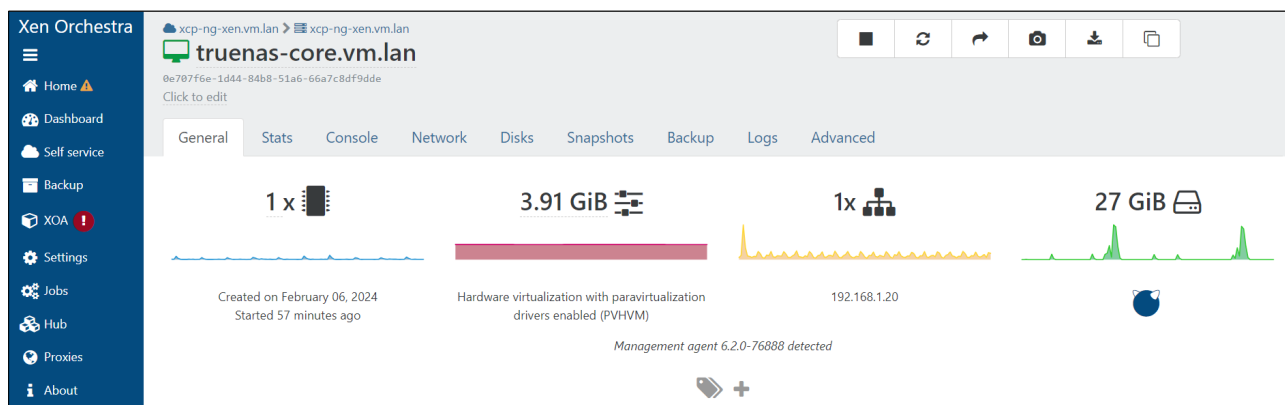 Xen Orchestra
Home
Dashboard
Self service
Backup
XOA
Settings
Jobs
Hub
Proxies
About
xcp-ng-xen.vm.lan > xcp-ng-xen.vm.lan
truenas-core.vm.lan
0e707f6e-1d44-84b8-51a6-66a7c8df9dde
Click to edit
General Stats Console Network Disks Snapshots Backup Logs Advanced
1 x 3.91 GiB 1x 27 GiB
Created on February 06, 2024
Started 57 minutes ago
Hardware virtualization with paravirtualization
drivers enabled (PVHVM)
192.168.1.20
Management agent 6.2.0-76888 detected